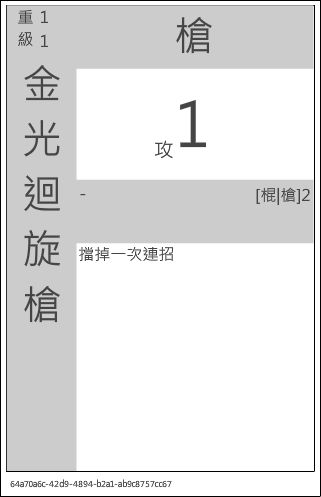 重 1
級 1
金光迴旋槍
槍
攻1
- [棍|槍]2
擋掉一次連招
64a70a6c-42d9-4894-b2a1-ab9c8757cc67